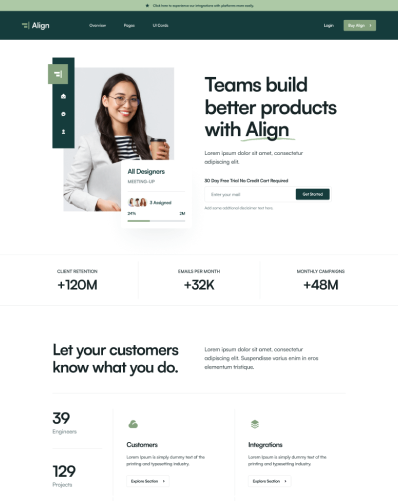 Click here to experience our integrations with platforms more easily.
Align
Overview
Pages
UI Cards
Login
Buy Align
Teams build
better products
with Align
Lorem ipsum dolor sit amet, consectetur
adipiscing elit.
30 Day Free Trial No Credit Cart Required
Enter your mail
Get Started
Add some additional disclaimer text here.
All Designers
MEETING-UP
3 Assigned
24%
2M
CLIENT RETENTION
+120M
EMAILS PER MONTH
+32K
MONTHLY CAMPAIGNS
+48M
Let your customers
know what you do.
Lorem ipsum dolor sit amet, consectetur
adipiscing elit. Suspendisse varius enim in eros
elementum tristique.
39
Engineers
129
Projects
Customers
Lorem Ipsum is simply dummy text of the
printing and typesetting industry.
Explore Section
Integrations
Lorem Ipsum is simply dummy text of the
printing and typesetting industry.
Explore Section